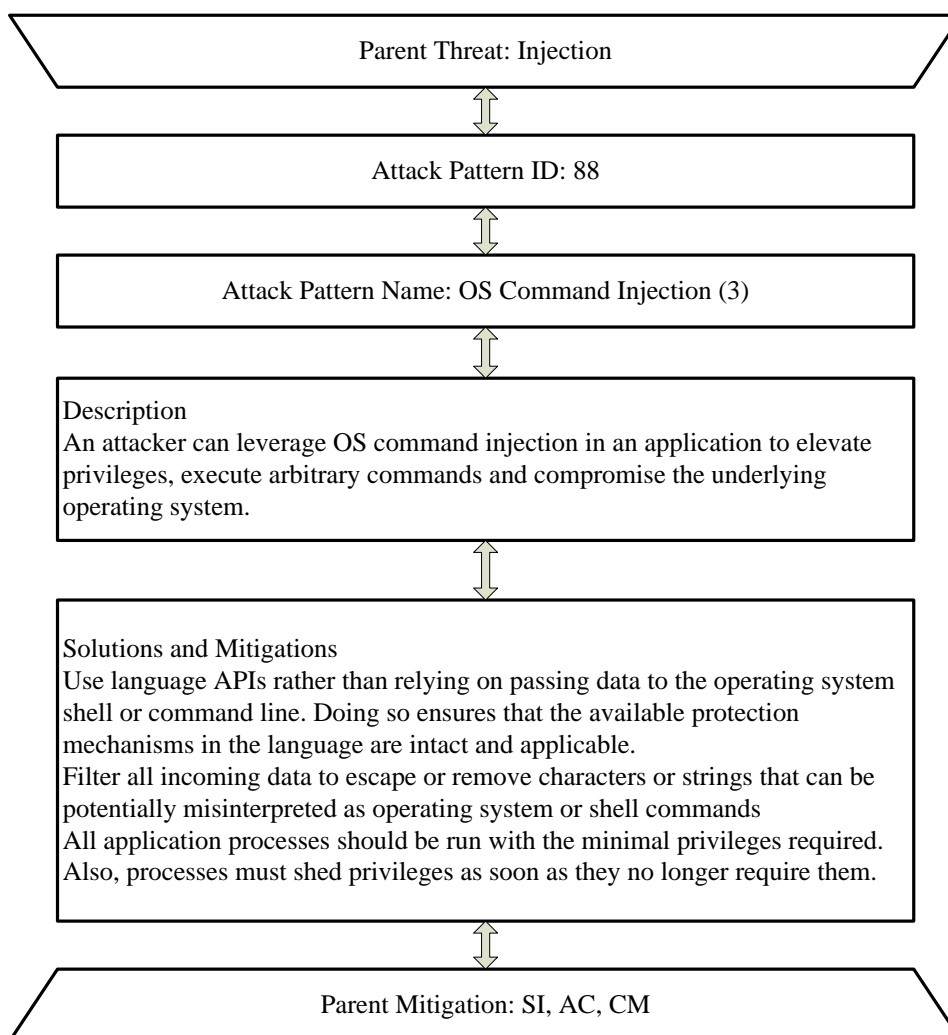 Parent Threat: Injection
Attack Pattern ID: 88
Attack Pattern Name: OS Command Injection (3)
Description
An attacker can leverage OS command injection in an application to elevate
privileges, execute arbitrary commands and compromise the underlying
operating system.
Solutions and Mitigations
Use language APIs rather than relying on passing data to the operating system
shell or command line. Doing so ensures that the available protection
mechanisms in the language are intact and applicable.
Filter all incoming data to escape or remove characters or strings that can be
potentially misinterpreted as operating system or shell commands
All application processes should be run with the minimal privileges required.
Also, processes must shed privileges as soon as they no longer require them.
Parent Mitigation: SI, AC, CM